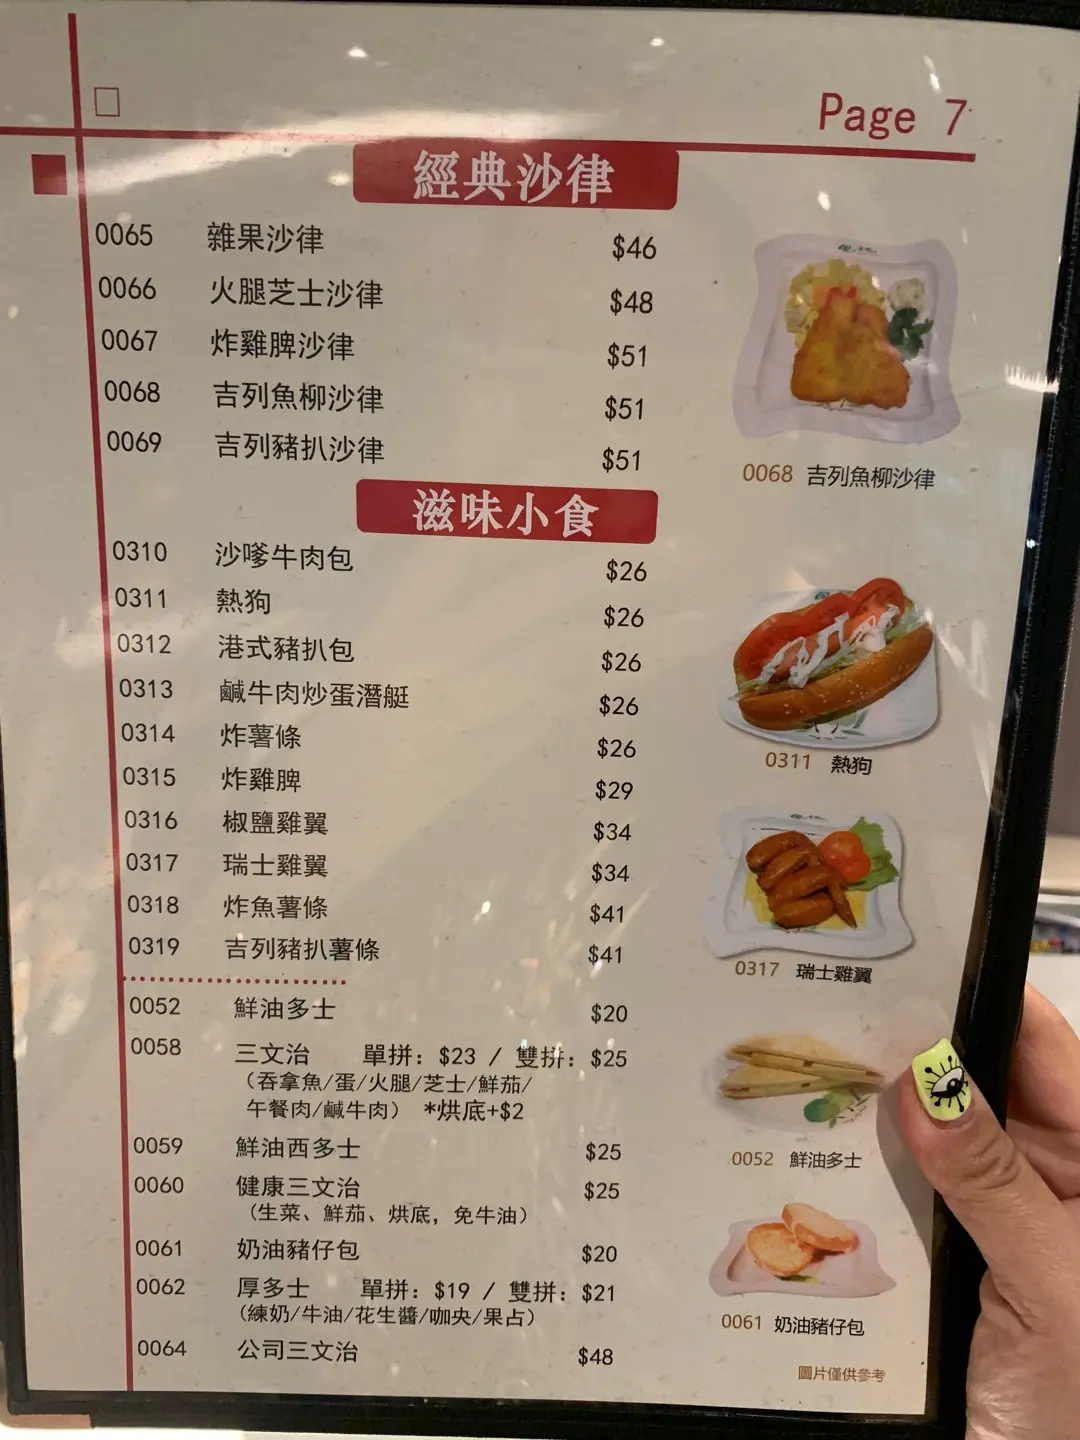 Page 7
經典沙律
0065 雜果沙律 $46
0066 火腿芝士沙律 $48
0067 炸雞脾沙律 $51
0068 吉列魚柳沙律 $51
0069 吉列豬扒沙律 $51
0068 吉列魚柳沙律
滋味小食
0310 沙嗲牛肉包 $26
0311 熱狗 $26
0312 港式豬扒包 $26
0313 鹹牛肉炒蛋潛艇 $26
0314 炸薯條 $26
0315 炸雞脾 $29
0316 椒鹽雞翼 $34
0317 瑞士雞翼 $34
0318 炸魚薯條 $41
0319 吉列豬扒薯條 $41
0311 熱狗
0317 瑞士雞翼
0052 鮮油多士 $20
0058 三文治 單拼: $23 / 雙拼: $25
(吞拿魚/蛋/火腿/芝士/鮮茄/
午餐肉/鹹牛肉) *烘底+$2
0059 鮮油西多士 $25
0060 健康三文治 $25
(生菜、鮮茄、烘底, 免牛油)
0061 奶油豬仔包 $20
0062 厚多士 單拼: $19 / 雙拼: $21
(練奶/牛油/花生醬/咖央/果占)
0064 公司三文治 $48
0052 鮮油多士
0061 奶油豬仔包
圖片僅供參考